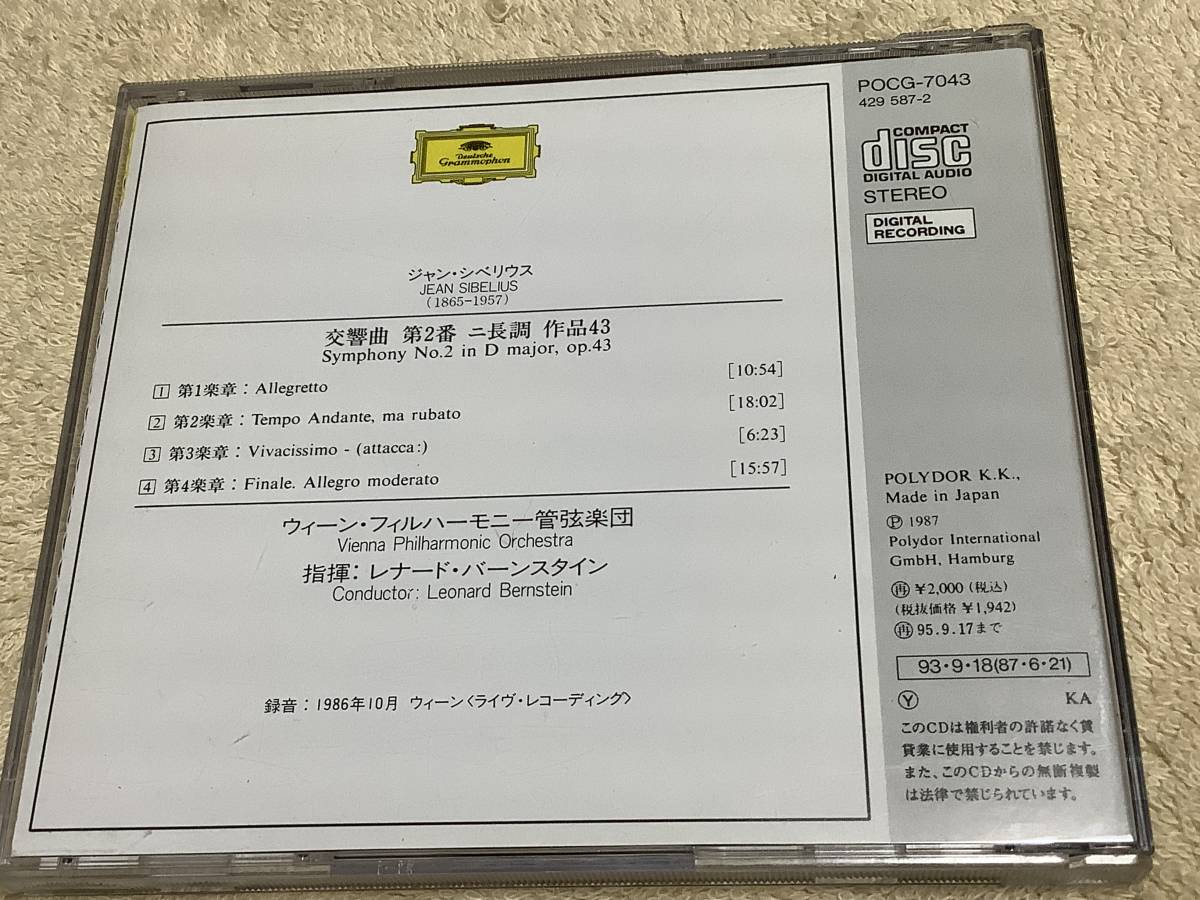 Deutsche
Grammophon
ジャン・シベリウス
JEAN SIBELIUS
(1865-1957)
交響曲 第2番 ニ長調 作品43
Symphony No.2 in D major, op.43
1 第1楽章：Allegretto [10:54]
2 第2楽章：Tempo Andante, ma rubato [18:02]
3 第3楽章：Vivacissimo - (attacca:) [6:23]
4 第4楽章：Finale. Allegro moderato [15:57]
ウィーン・フィルハーモニー管弦楽団
Vienna Philharmonic Orchestra
指揮：レナード・バーンスタイン
Conductor: Leonard Bernstein
録音：1986年10月 ウィーン〈ライヴ・レコーディング〉
POCG-7043
429 587-2
COMPACT
disc
DIGITAL AUDIO
STEREO
DIGITAL
RECORDING
POLYDOR K.K.,
Made in Japan
Ⓟ 1987
Polydor International
GmbH, Hamburg
㊥ ¥2,000 (税込)
(税抜価格 ¥1,942)
再 95.9.17まで
93・9・18(87・6・21)
Ⓨ KA
このCDは権利者の許諾なく賃
貸業に使用することを禁じます。
また、このCDからの無断複製
は法律で禁じられています。